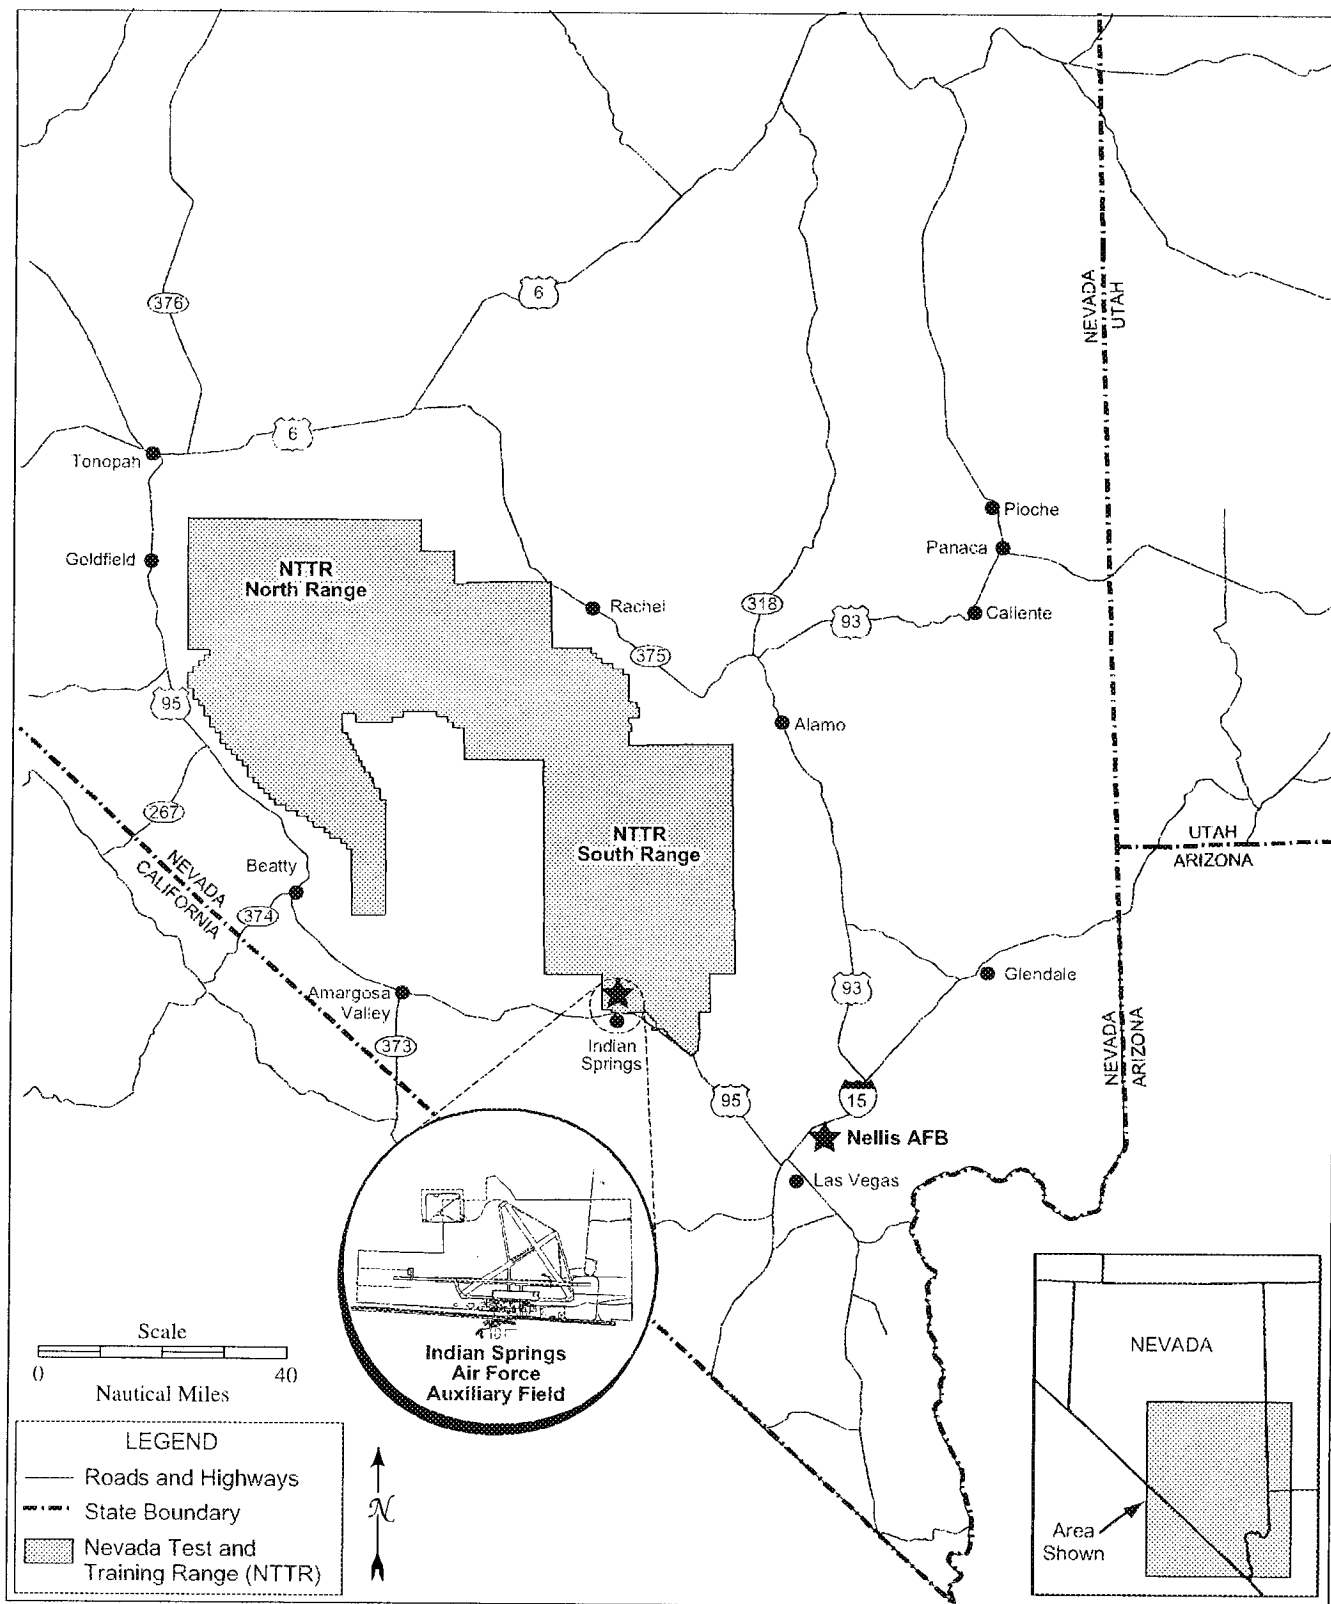 376
6
NEVADA
UTAH
6
Tonopah
Goldfield
NTTR
North Range
Rachel
Pioche
Panaca
318
93
Caliente
375
95
Alamo
267
NTTR
South Range
UTAH
ARIZONA
Beatty
NEVADA
CALIFORNIA
374
Amargosa
Valley
Glendale
93
373
Indian
Springs
NEVADA
ARIZONA
95
15
Nellis AFB
Las Vegas
Indian Springs
Air Force
Auxiliary Field
Scale
0
40
Nautical Miles
NEVADA
Area
Shown
LEGEND
Roads and Highways
State Boundary
Nevada Test and
Training Range (NTTR)
N